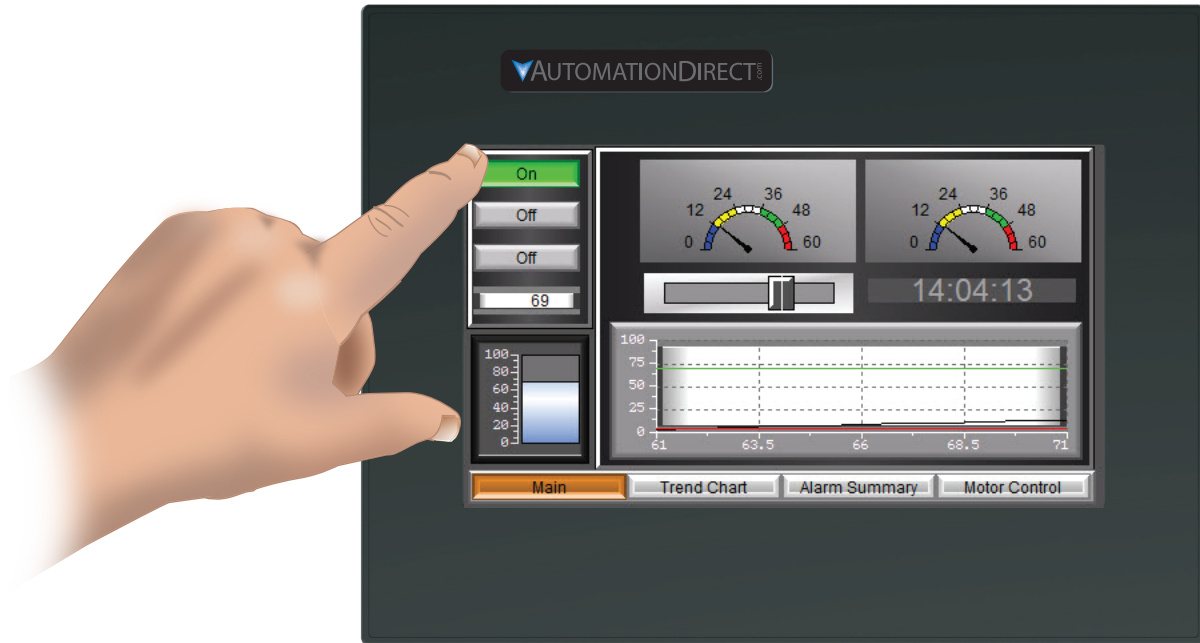 AUTOMATIONDIRECT.com
On
Off
Off
69
100
80
60
40
20
0
0 12 24 36 48 60
0 12 24 36 48 60
14:04:13
100
75
50
25
0
61 63.5 66 68.5 71
Main Trend Chart Alarm Summary Motor Control